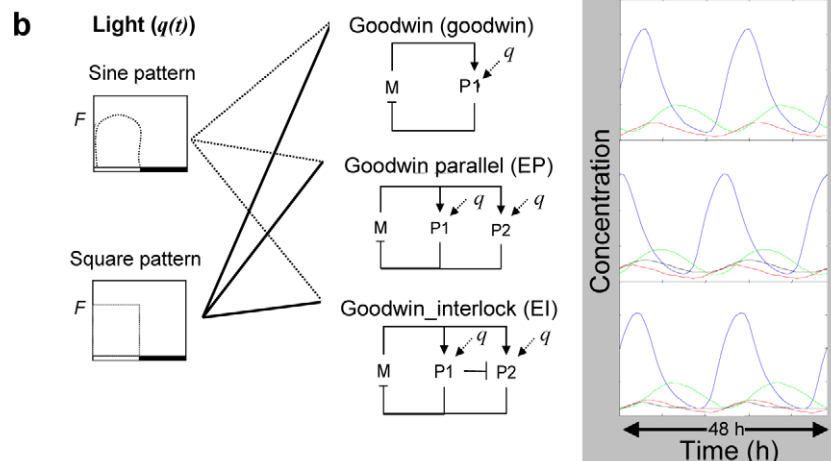 b
Light (q(t))
Sine pattern
F
Square pattern
F
Goodwin (goodwin)
q
M P1
Goodwin parallel (EP)
q q
M P1 P2
Goodwin_interlock (EI)
q q
M P1 P2
Concentration
48 h
Time (h)